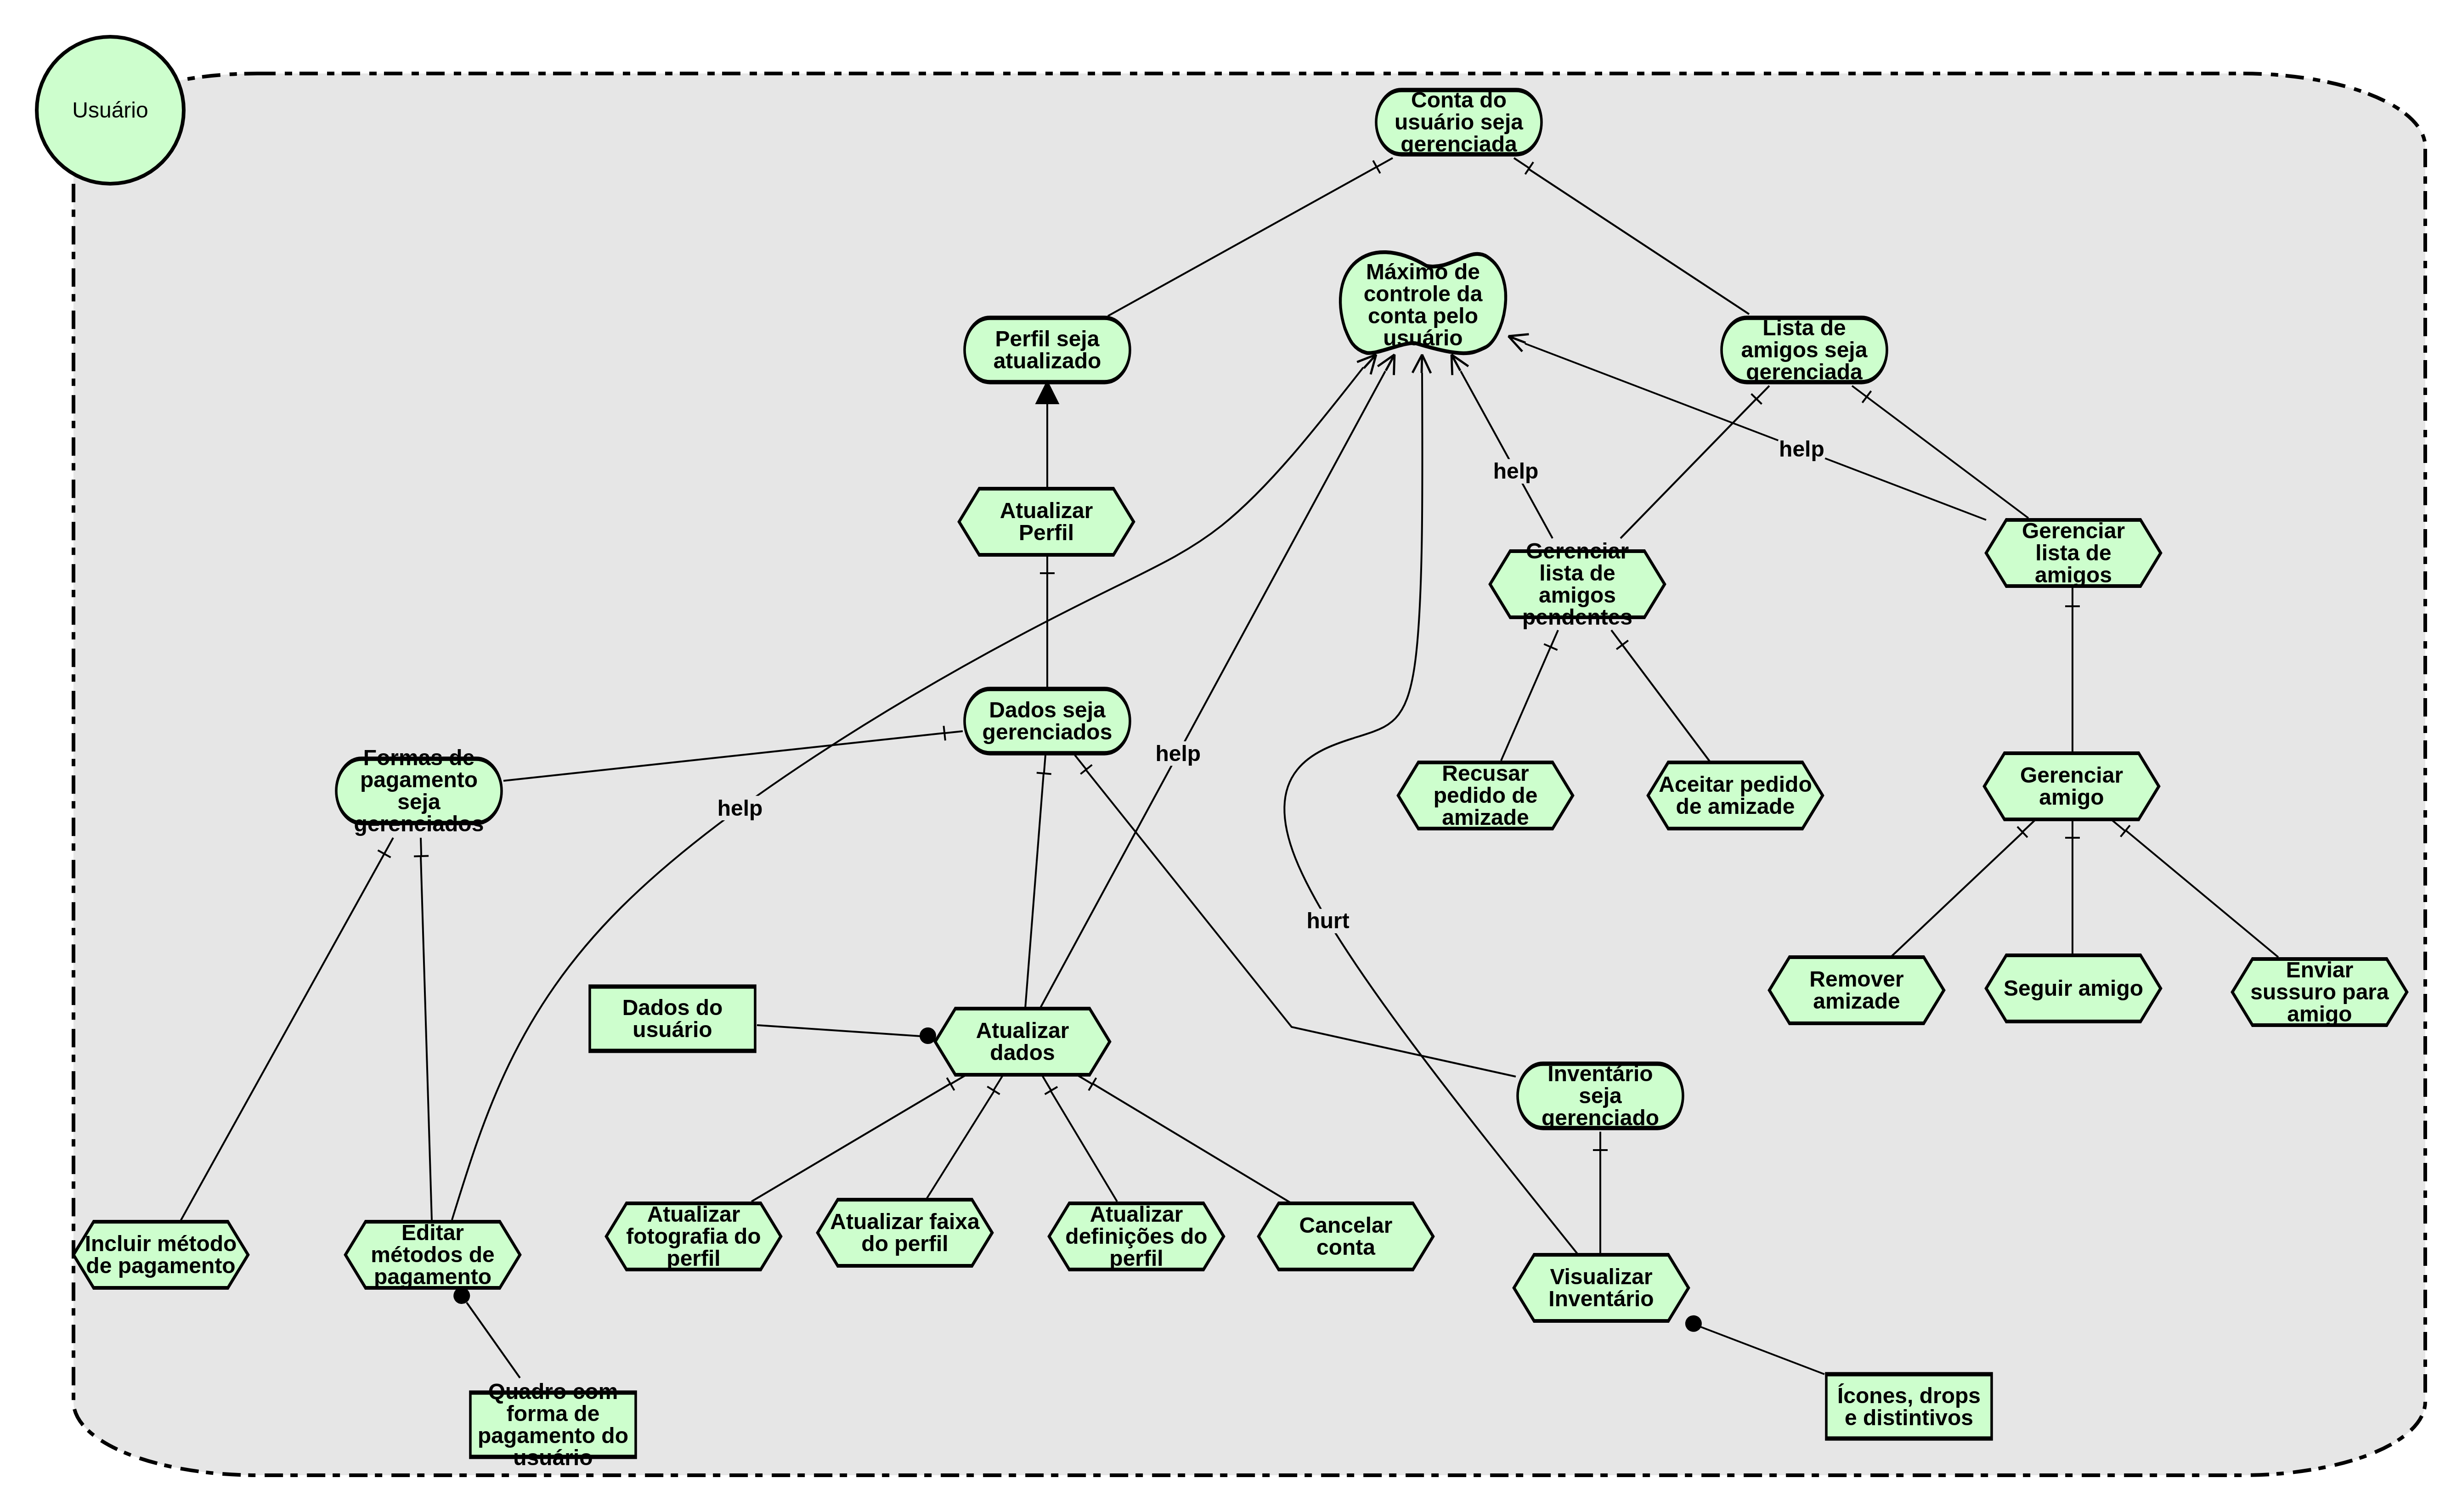 Usuário
Conta do
usuário seja
gerenciada
Máximo de
controle da
conta pelo
usuário
Perfil seja
atualizado
Lista de
amigos seja
gerenciada
help
help
Atualizar
Perfil
Gerenciar
lista de
amigos
pendentes
Gerenciar
lista de
amigos
Dados seja
gerenciados
help
Formas de
pagamento
seja
gerenciados
help
Recusar
pedido de
amizade
Aceitar pedido
de amizade
Gerenciar
amigo
hurt
Dados do
usuário
Atualizar
dados
Remover
amizade
Seguir amigo
Enviar
sussuro para
amigo
Inventário
seja
gerenciado
Incluir método
de pagamento
Editar
métodos de
pagamento
Atualizar
fotografia do
perfil
Atualizar faixa
do perfil
Atualizar
definições do
perfil
Cancelar
conta
Visualizar
Inventário
Quadro com
forma de
pagamento do
usuário
Ícones, drops
e distintivos